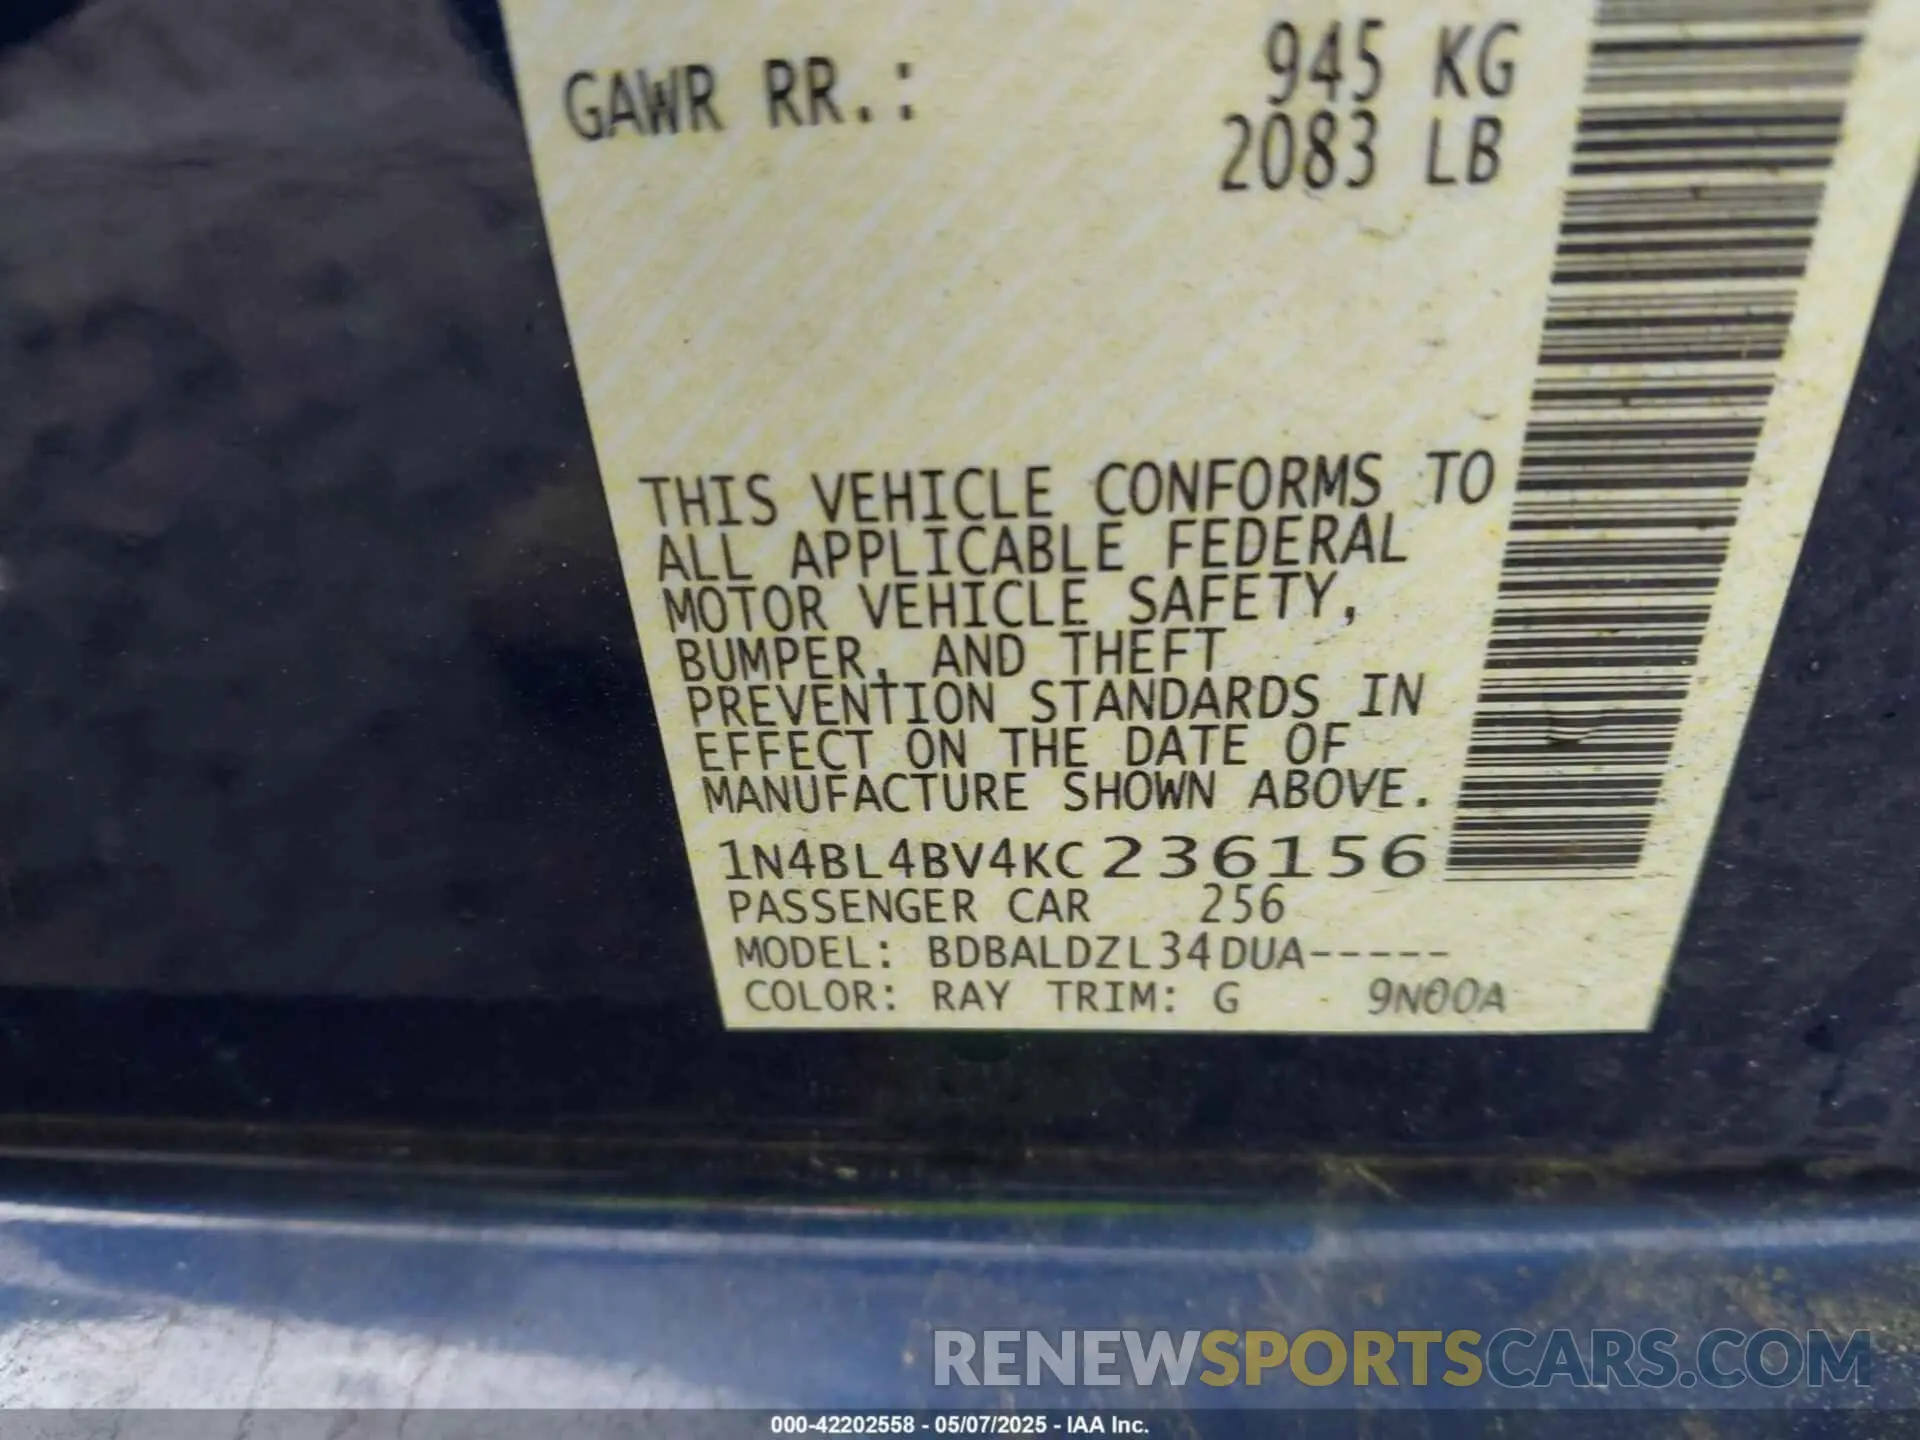 GAWR RR.: 945 KG
2083 LB
THIS VEHICLE CONFORMS TO
ALL APPLICABLE FEDERAL
MOTOR VEHICLE SAFETY,
BUMPER, AND THEFT
PREVENTION STANDARDS IN
EFFECT ON THE DATE OF
MANUFACTURE SHOWN ABOVE.
1N4BL4BV4KC236156
PASSENGER CAR 256
MODEL: BDBALDZL34DUA-----
COLOR: RAY TRIM: G - 9N00A
RENEWSPORTSCARS.COM
000-42202558 - 05/07/2025 - IAA Inc.